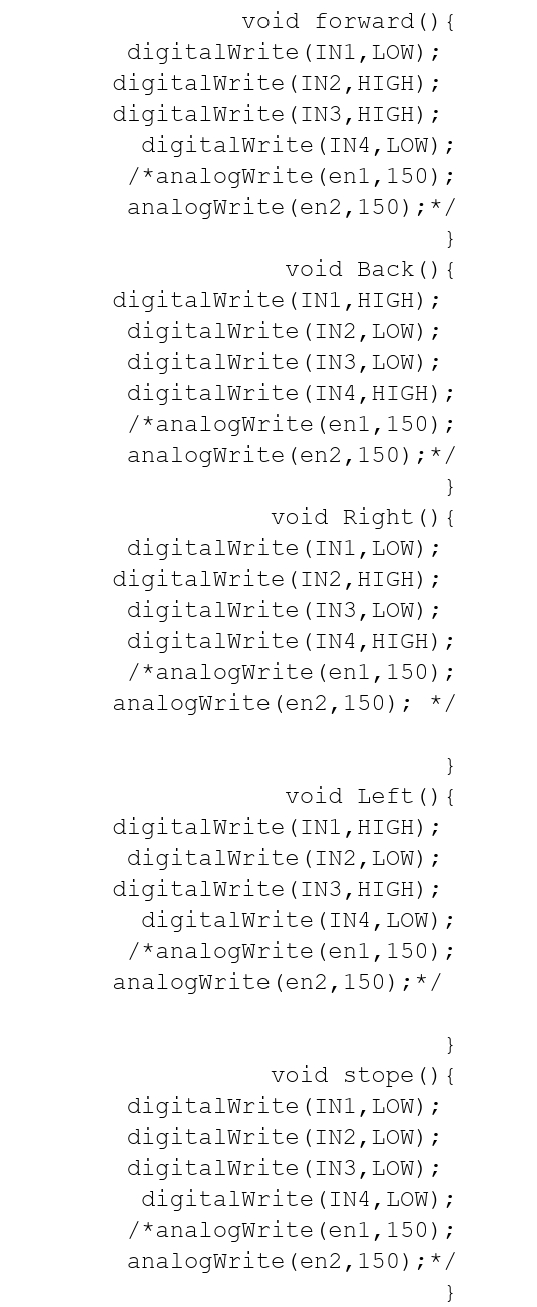 void forward(){
digitalWrite(IN1,LOW);
digitalWrite(IN2,HIGH);
digitalWrite(IN3,HIGH);
digitalWrite(IN4,LOW);
/*analogWrite(en1,150);
analogWrite(en2,150);*/
}
void Back(){
digitalWrite(IN1,HIGH);
digitalWrite(IN2,LOW);
digitalWrite(IN3,LOW);
digitalWrite(IN4,HIGH);
/*analogWrite(en1,150);
analogWrite(en2,150);*/
}
void Right(){
digitalWrite(IN1,LOW);
digitalWrite(IN2,HIGH);
digitalWrite(IN3,LOW);
digitalWrite(IN4,HIGH);
/*analogWrite(en1,150);
analogWrite(en2,150); */
}
void Left(){
digitalWrite(IN1,HIGH);
digitalWrite(IN2,LOW);
digitalWrite(IN3,HIGH);
digitalWrite(IN4,LOW);
/*analogWrite(en1,150);
analogWrite(en2,150);*/
}
void stope(){
digitalWrite(IN1,LOW);
digitalWrite(IN2,LOW);
digitalWrite(IN3,LOW);
digitalWrite(IN4,LOW);
/*analogWrite(en1,150);
analogWrite(en2,150);*/
}